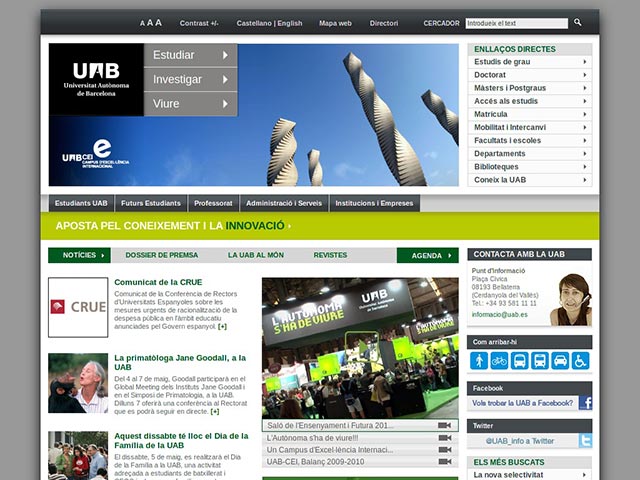 A A A Contrast +/- Castellano | English Mapa web Directori CERCADOR Introdueix el text
UAB
Universitat Autònoma
de Barcelona
Estudiar
Investigar
Viure
UAB CEI
CAMPUS D'EXCEL·LÈNCIA
INTERNACIONAL
ENLLAÇOS DIRECTES
Estudis de grau
Doctorat
Màsters i Postgraus
Accés als estudis
Matrícula
Mobilitat i Intercanvi
Facultats i escoles
Departaments
Biblioteques
Coneix la UAB
Estudiants UAB Futurs Estudiants Professorat Administració i Serveis Institucions i Empreses
APOSTA PEL CONEIXEMENT I LA INNOVACIÓ
NOTÍCIES DOSSIER DE PREMSA LA UAB AL MÓN REVISTES AGENDA
CRUE
Comunicat de la CRUE
Comunicat de la Conferència de Rectors
d'Universitats Espanyoles sobre les
mesures urgents de racionalització de la
despesa pública en l'àmbit educatiu
anunciades pel Govern espanyol. [+]
La primatòloga Jane Goodall, a la
UAB
Del 4 al 7 de maig, Goodall participarà en el
Global Meeting dels Instituts Jane Goodall i
en el Simposi de Primatologia, a la UAB.
Dilluns 7 oferirà una conferència al Rectorat
que es podrà seguir en directe. [+]
Aquest dissabte té lloc el Dia de la
Família de la UAB
El dissabte, 5 de maig, es realitzarà el Dia
de la Família a la UAB, una activitat
adreçada a estudiants de batxillerat i
L'AUTÒNOMA
S'HA DE VIURE
UAB
Saló de l'Ensenyament i Futura 201...
L'Autònoma s'ha de viure!!!
Un Campus d'Excel·lència Internaci...
UAB-CEI, Balanç 2009-2010
CONTACTA AMB LA UAB
Punt d'Informació
Plaça Cívica
08193 Bellaterra
(Cerdanyola del Vallès)
Tel.: +34 93 581 11 11
informacio@uab.es
Com arribar-hi
Facebook
Vols trobar la UAB a Facebook?
Twitter
@UAB_info a Twitter
ELS MÉS BUSCATS
La nova selectivitat